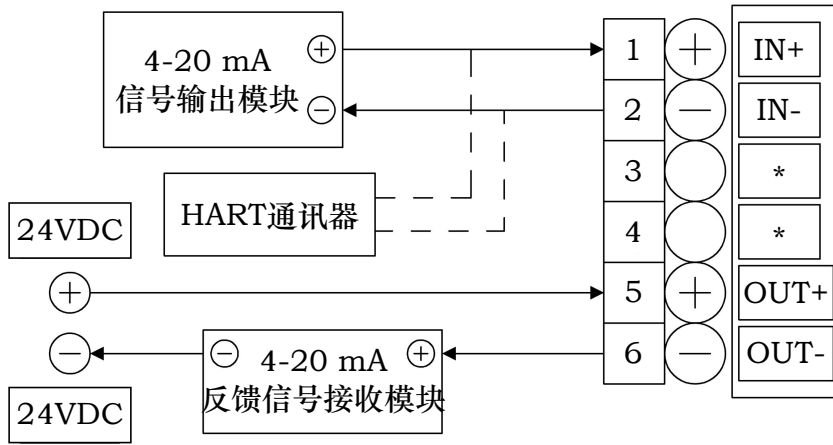 4-20 mA
信号输出模块
+
−
HART通讯器
24VDC
+
−
24VDC
− 4-20 mA +
反馈信号接收模块
1 + IN+
2 − IN-
3 *
4 *
5 + OUT+
6 − OUT-